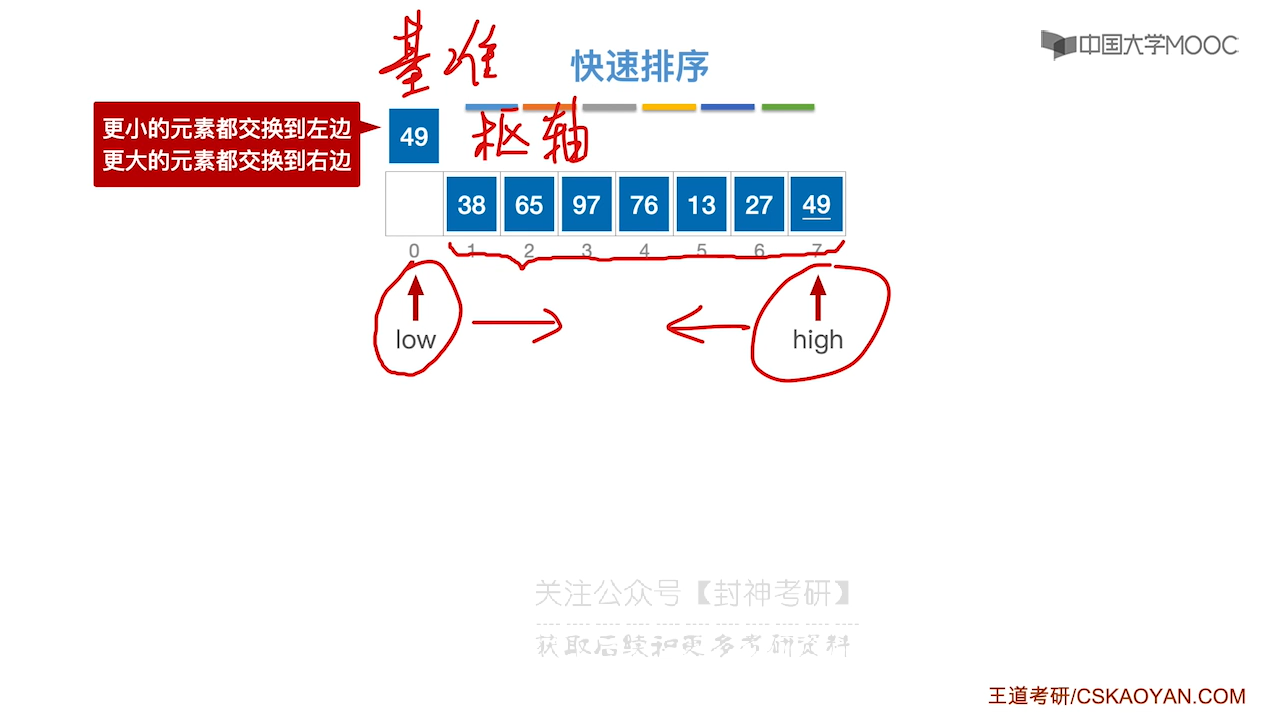 基准
快速排序
中国大学MOOC
更小的元素都交换到左边
更大的元素都交换到右边
49
枢轴
38 65 97 76 13 27 49
0 1 2 3 4 5 6 7
low
high
关注公众号【封神考研】
获取后续和更多考研资料
王道考研/CSKAOYAN.COM